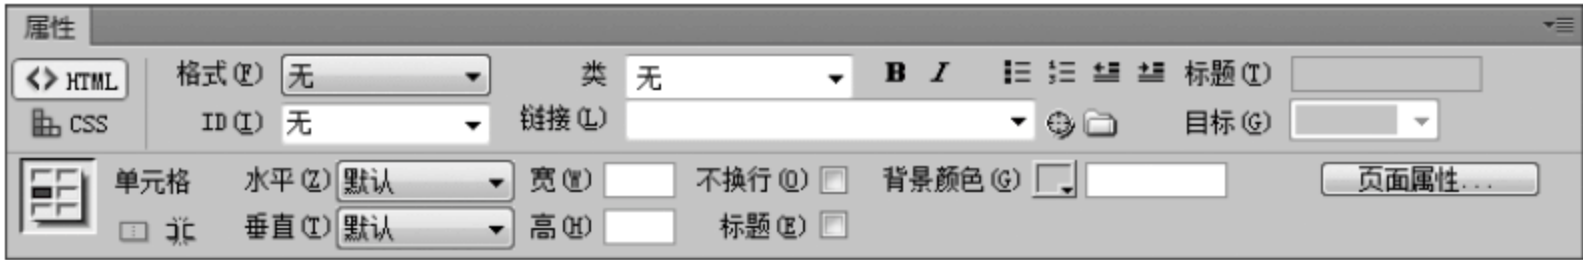 属性
HTML 格式(F) 无 类 无 B I 标题(T)
CSS ID(I) 无 链接(L) 目标(G)
单元格 水平(Z) 默认 宽(W) 不换行(O) 背景颜色(G) 页面属性...
垂直(T) 默认 高(H) 标题(E)